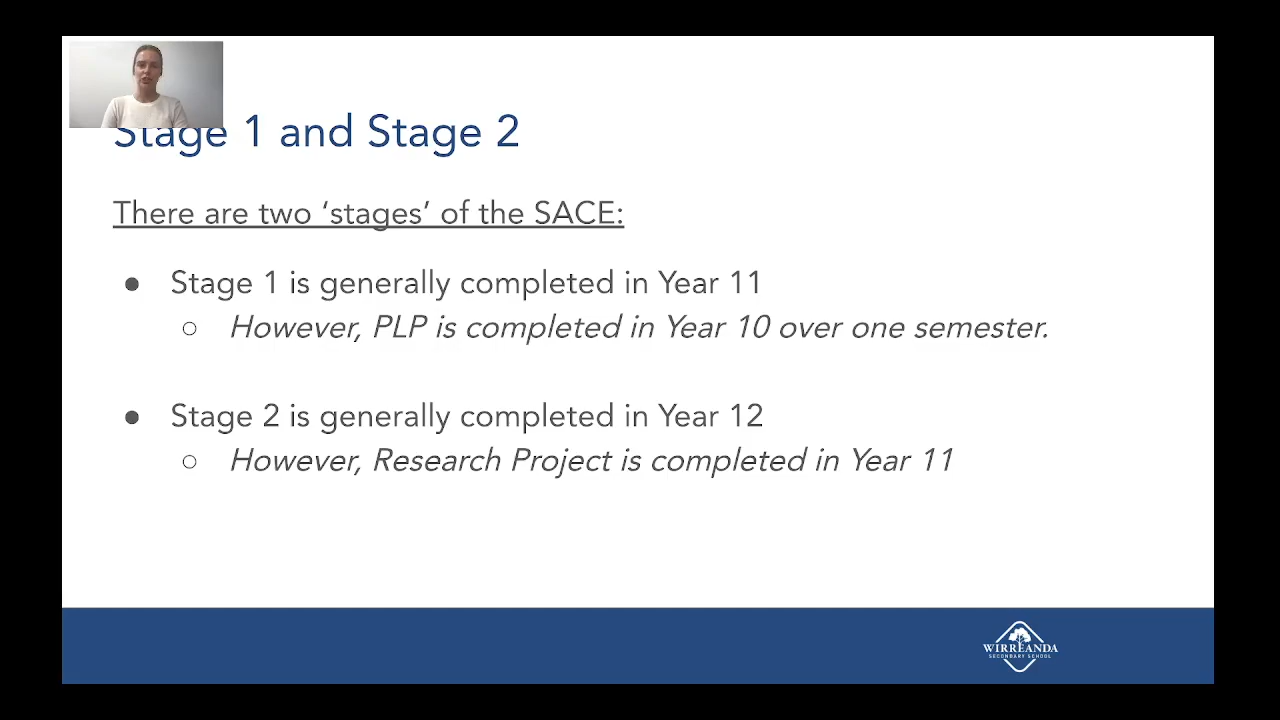 Stage 1 and Stage 2
There are two ‘stages’ of the SACE:
● Stage 1 is generally completed in Year 11
○ However, PLP is completed in Year 10 over one semester.
● Stage 2 is generally completed in Year 12
○ However, Research Project is completed in Year 11
WIRREANDA
SECONDARY SCHOOL